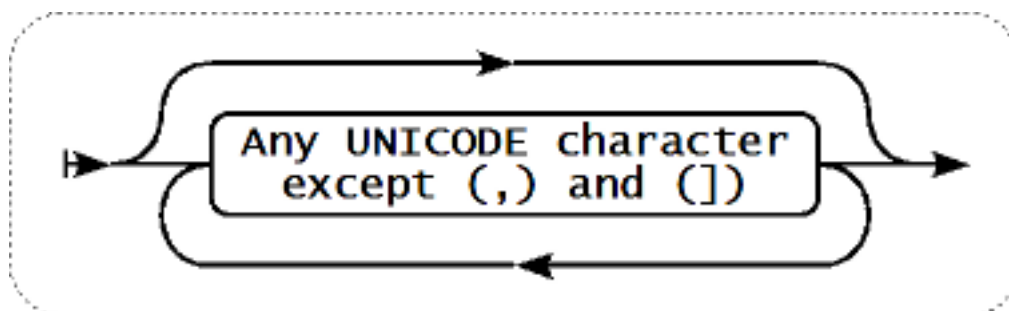 Any UNICODE character
except (,) and (])